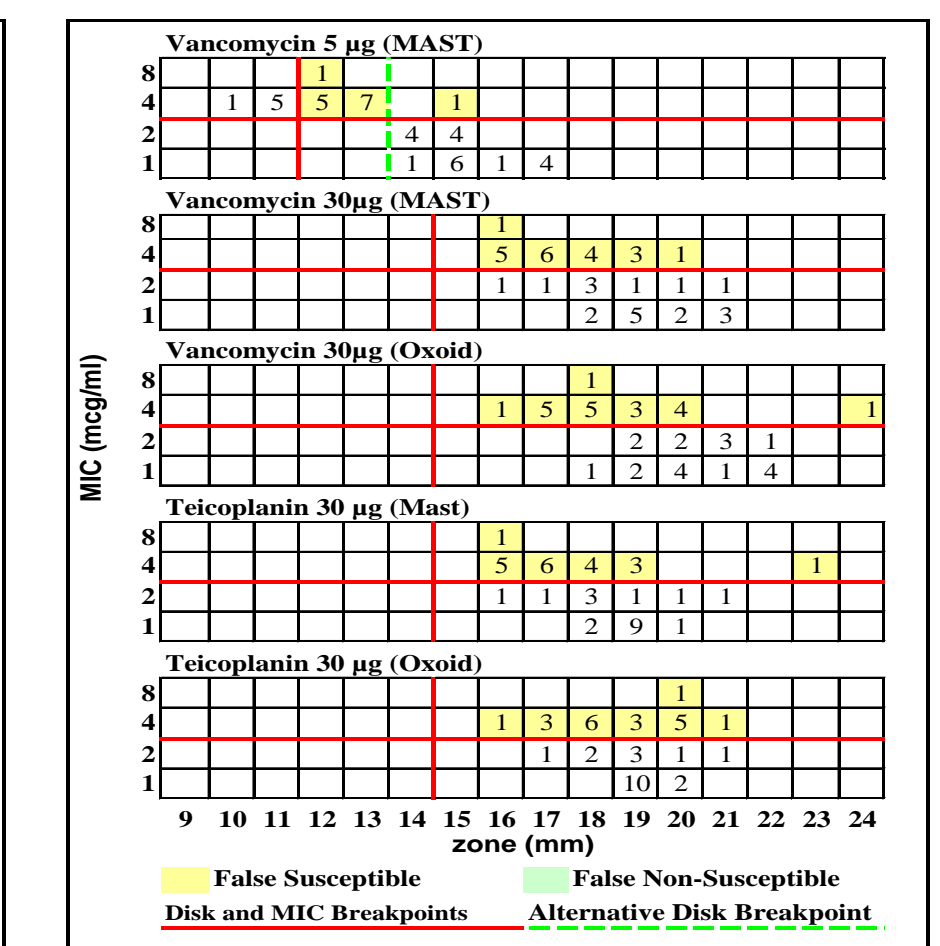 Vancomycin 5 µg (MAST)
8 1
4 1 5 5 7 1
2 4 4
1 1 6 1 4
Vancomycin 30µg (MAST)
8 1
4 5 6 4 3 1
2 1 1 3 1 1 1
1 2 5 2 3
Vancomycin 30µg (Oxoid)
8 1
4 1 5 5 3 4 1
2 2 2 3 1
1 1 2 4 1 4
Teicoplanin 30 µg (Mast)
8 1
4 5 6 4 3 1
2 1 1 3 1 1 1
1 2 9 1
Teicoplanin 30 µg (Oxoid)
8 1
4 1 3 6 3 5 1
2 1 2 3 1 1
1 10 2
MIC (mcg/ml)
9 10 11 12 13 14 15 16 17 18 19 20 21 22 23 24
zone (mm)
False Susceptible False Non-Susceptible
Disk and MIC Breakpoints Alternative Disk Breakpoint